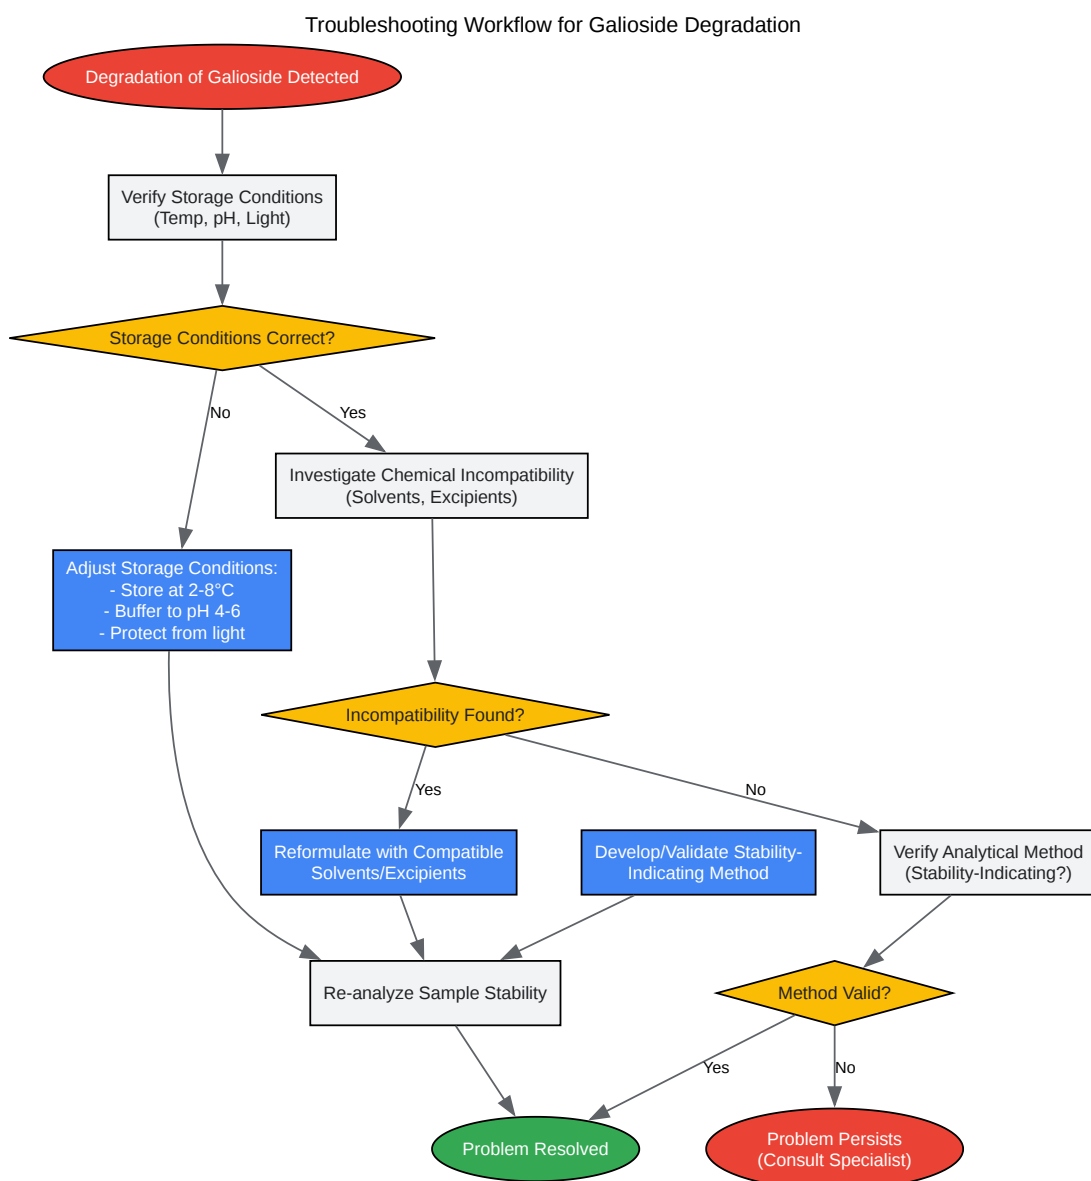 Troubleshooting Workflow for Galioside Degradation
Degradation of Galioside Detected
Verify Storage Conditions
(Temp, pH, Light)
Storage Conditions Correct?
No
Yes
Investigate Chemical Incompatibility
(Solvents, Excipients)
Adjust Storage Conditions:
- Store at 2-8°C
- Buffer to pH 4-6
- Protect from light
Incompatibility Found?
Yes
No
Reformulate with Compatible
Solvents/Excipients
Develop/Validate Stability-
Indicating Method
Verify Analytical Method
(Stability-Indicating?)
Re-analyze Sample Stability
Method Valid?
Yes
No
Problem Resolved
Problem Persists
(Consult Specialist)